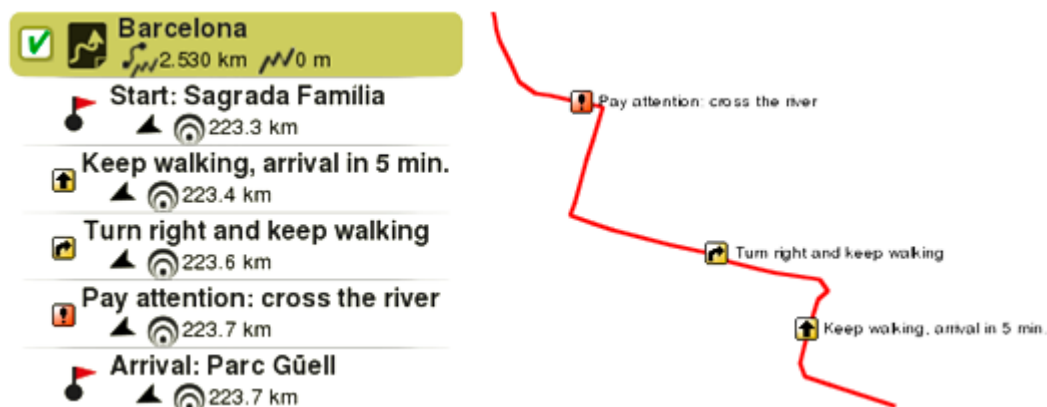 Barcelona
2.530 km 0 m
Start: Sagrada Família
223.3 km
Keep walking, arrival in 5 min.
223.4 km
Turn right and keep walking
223.6 km
Pay attention: cross the river
223.7 km
Arrival: Parc Gūell
223.7 km
Pay attention: cross the river
Turn right and keep walking
Keep walking, arrival in 5 min.